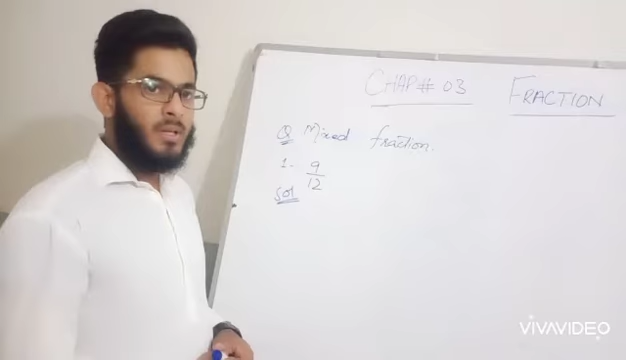 CHAP# 03 FRACTION
Q Mixed fraction.
1- 9/12
Sol
VIVAVIDEO